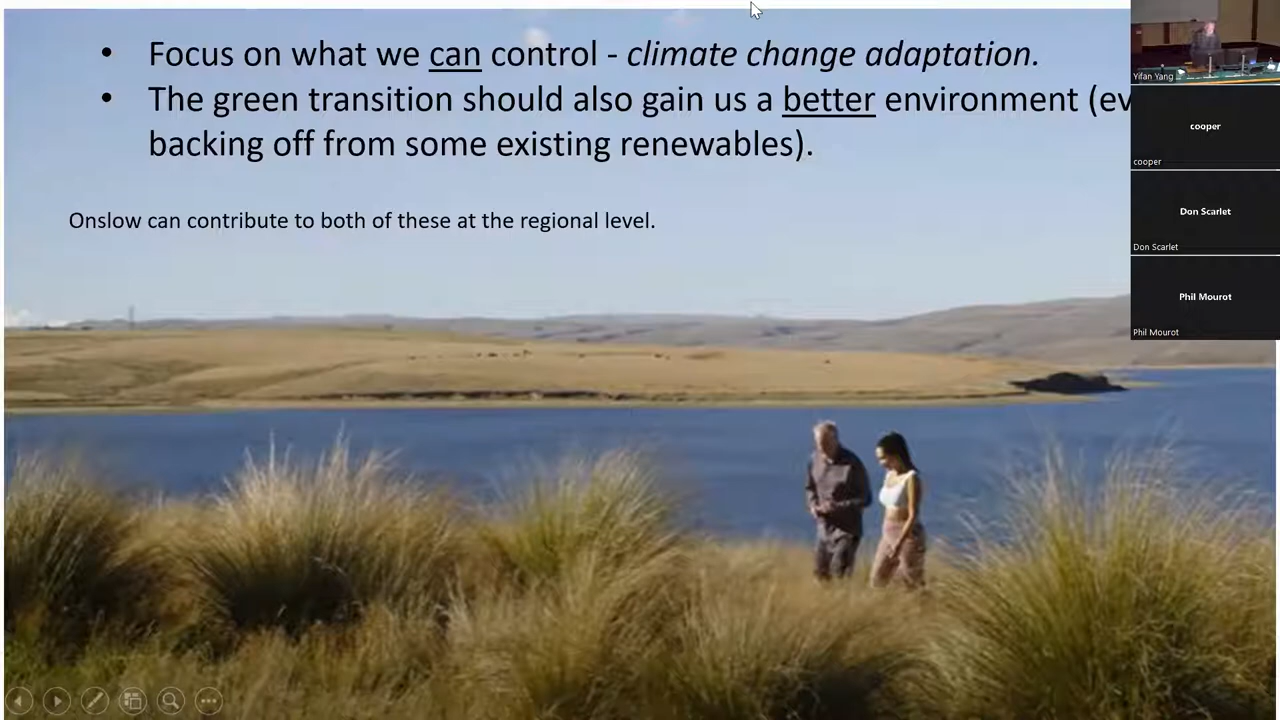 • Focus on what we can control - climate change adaptation.
• The green transition should also gain us a better environment (ev
backing off from some existing renewables).
Onslow can contribute to both of these at the regional level.
Yifan Yang
cooper
cooper
Don Scarlet
Don Scarlet
Phil Mourot
Phil Mourot